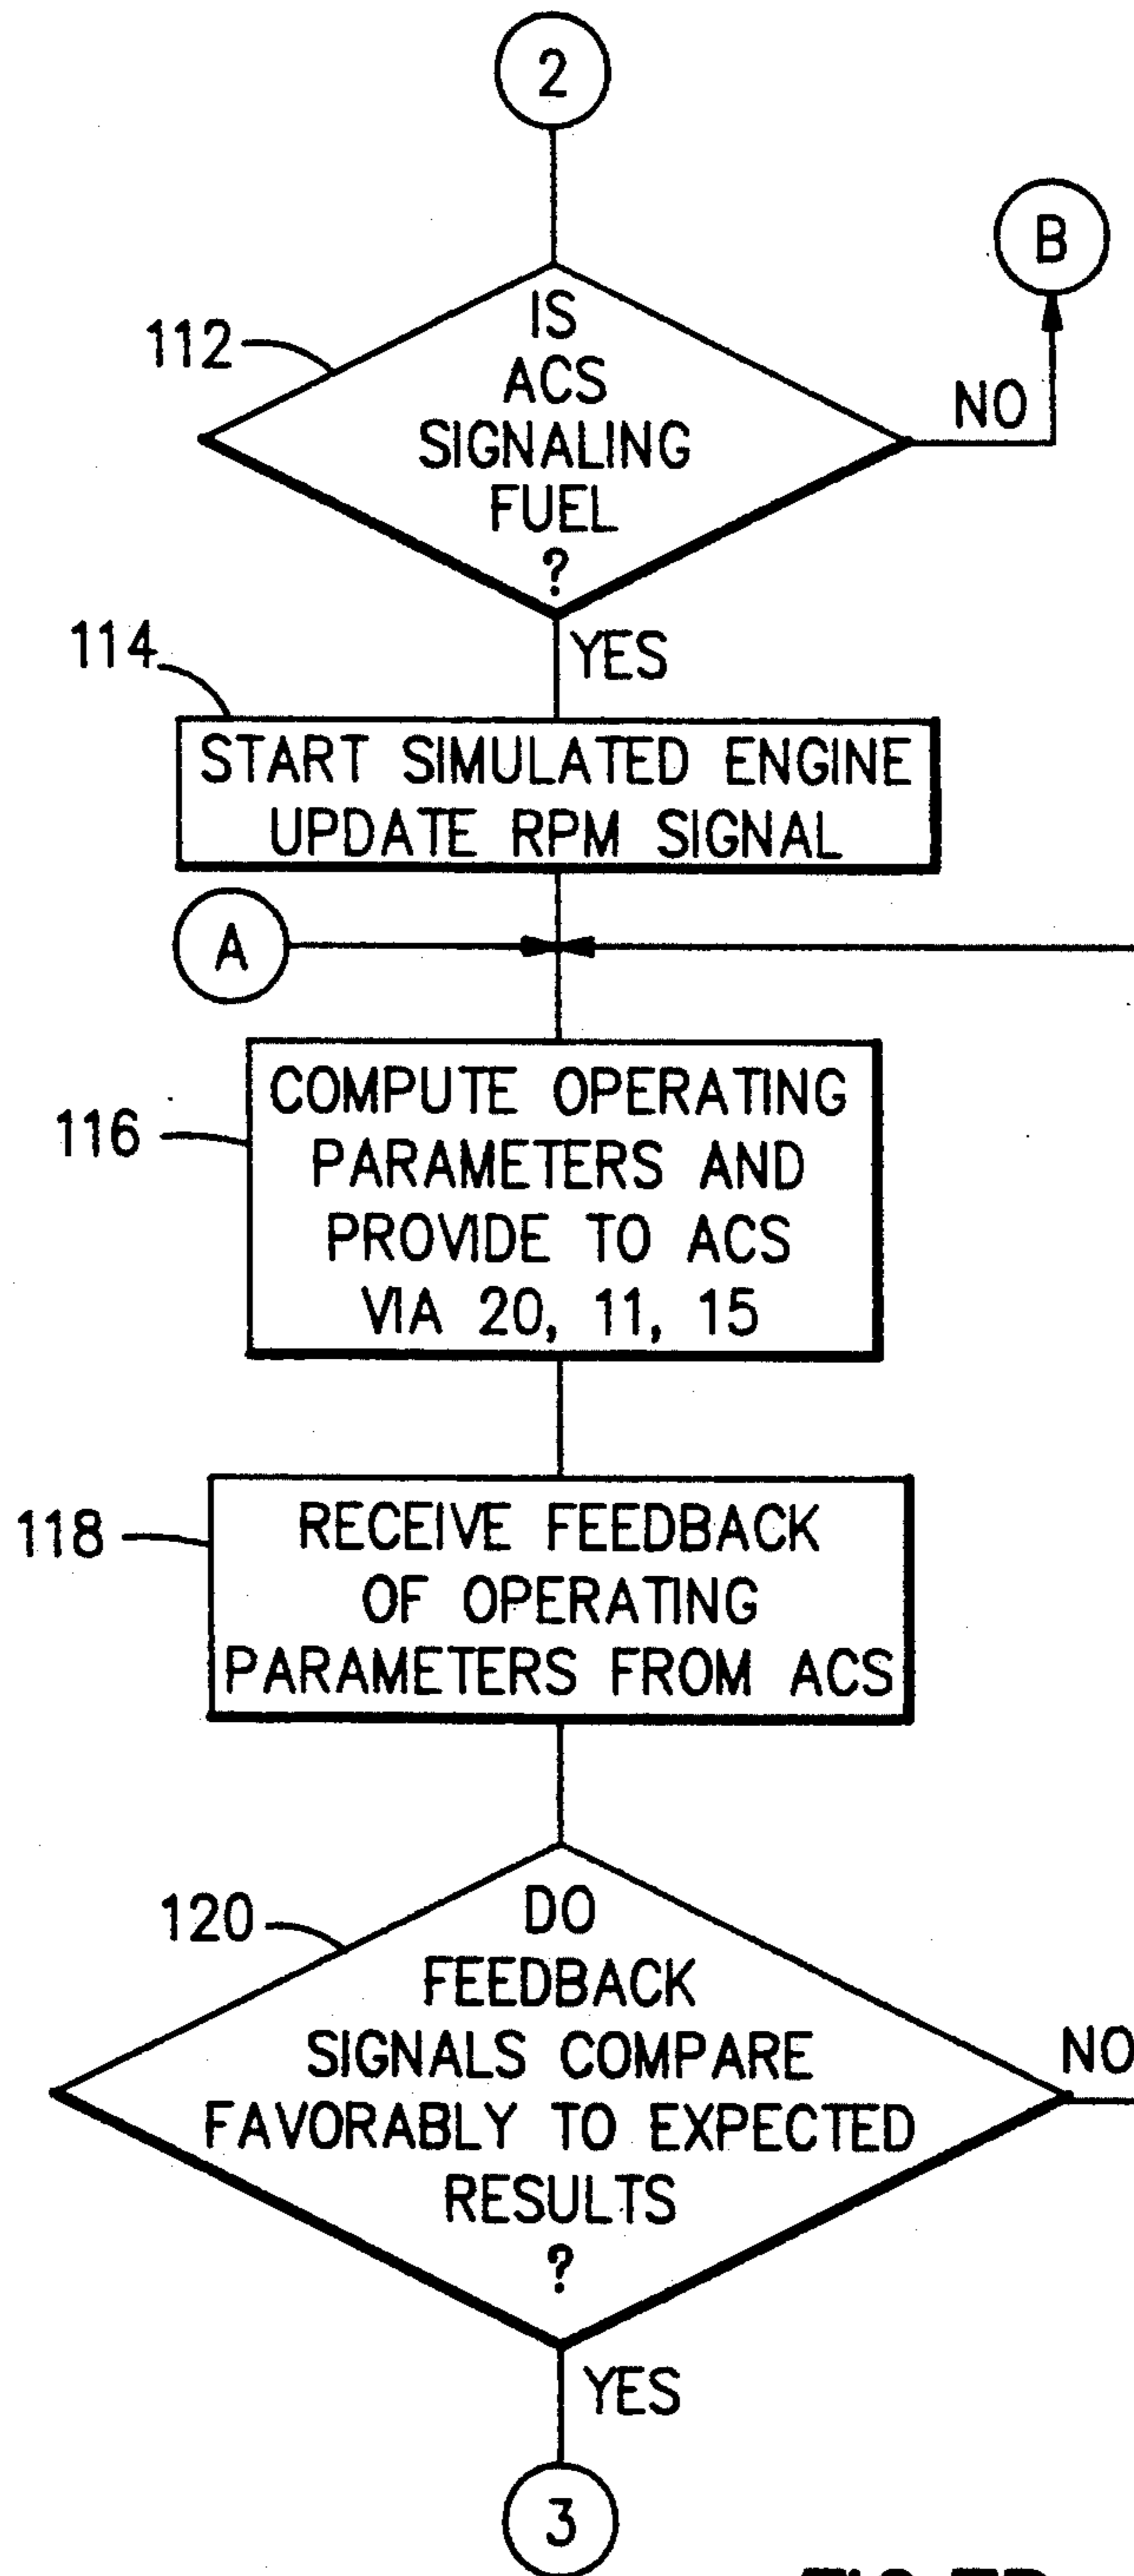 2
B
112
IS
ACS
SIGNALING
FUEL
?
NO
YES
114
START SIMULATED ENGINE
UPDATE RPM SIGNAL
A
116
COMPUTE OPERATING
PARAMETERS AND
PROVIDE TO ACS
VIA 20, 11, 15
118
RECEIVE FEEDBACK
OF OPERATING
PARAMETERS FROM ACS
120
DO
FEEDBACK
SIGNALS COMPARE
FAVORABLY TO EXPECTED
RESULTS
?
NO
YES
3